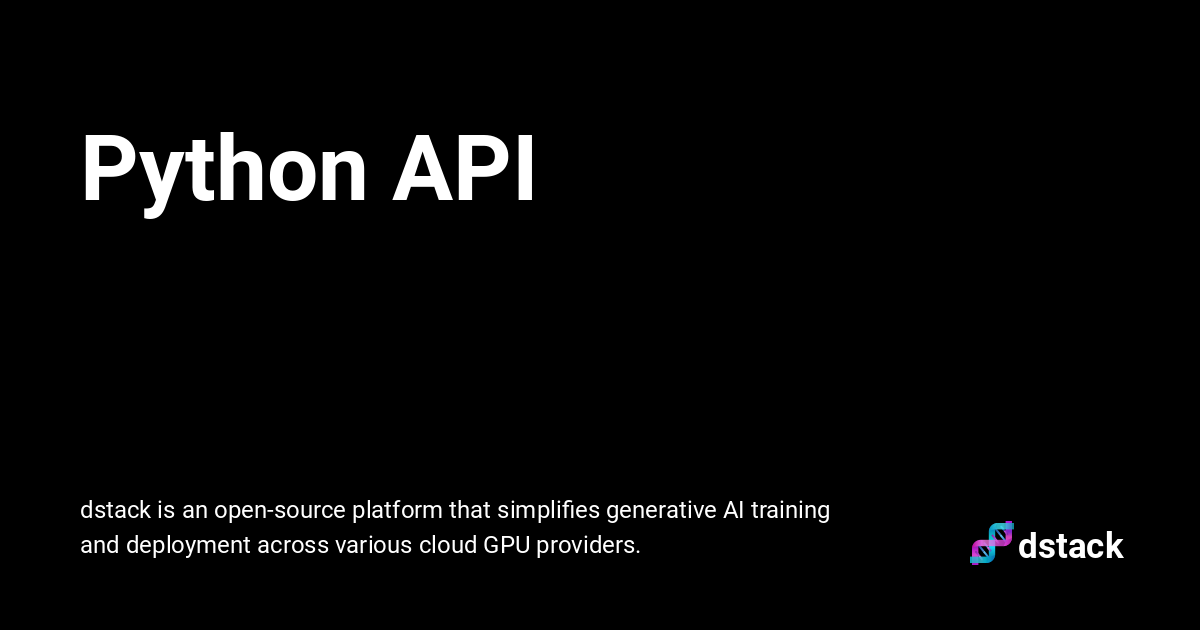 Python API
dstack is an open-source platform that simplifies generative AI training
and deployment across various cloud GPU providers.
dstack